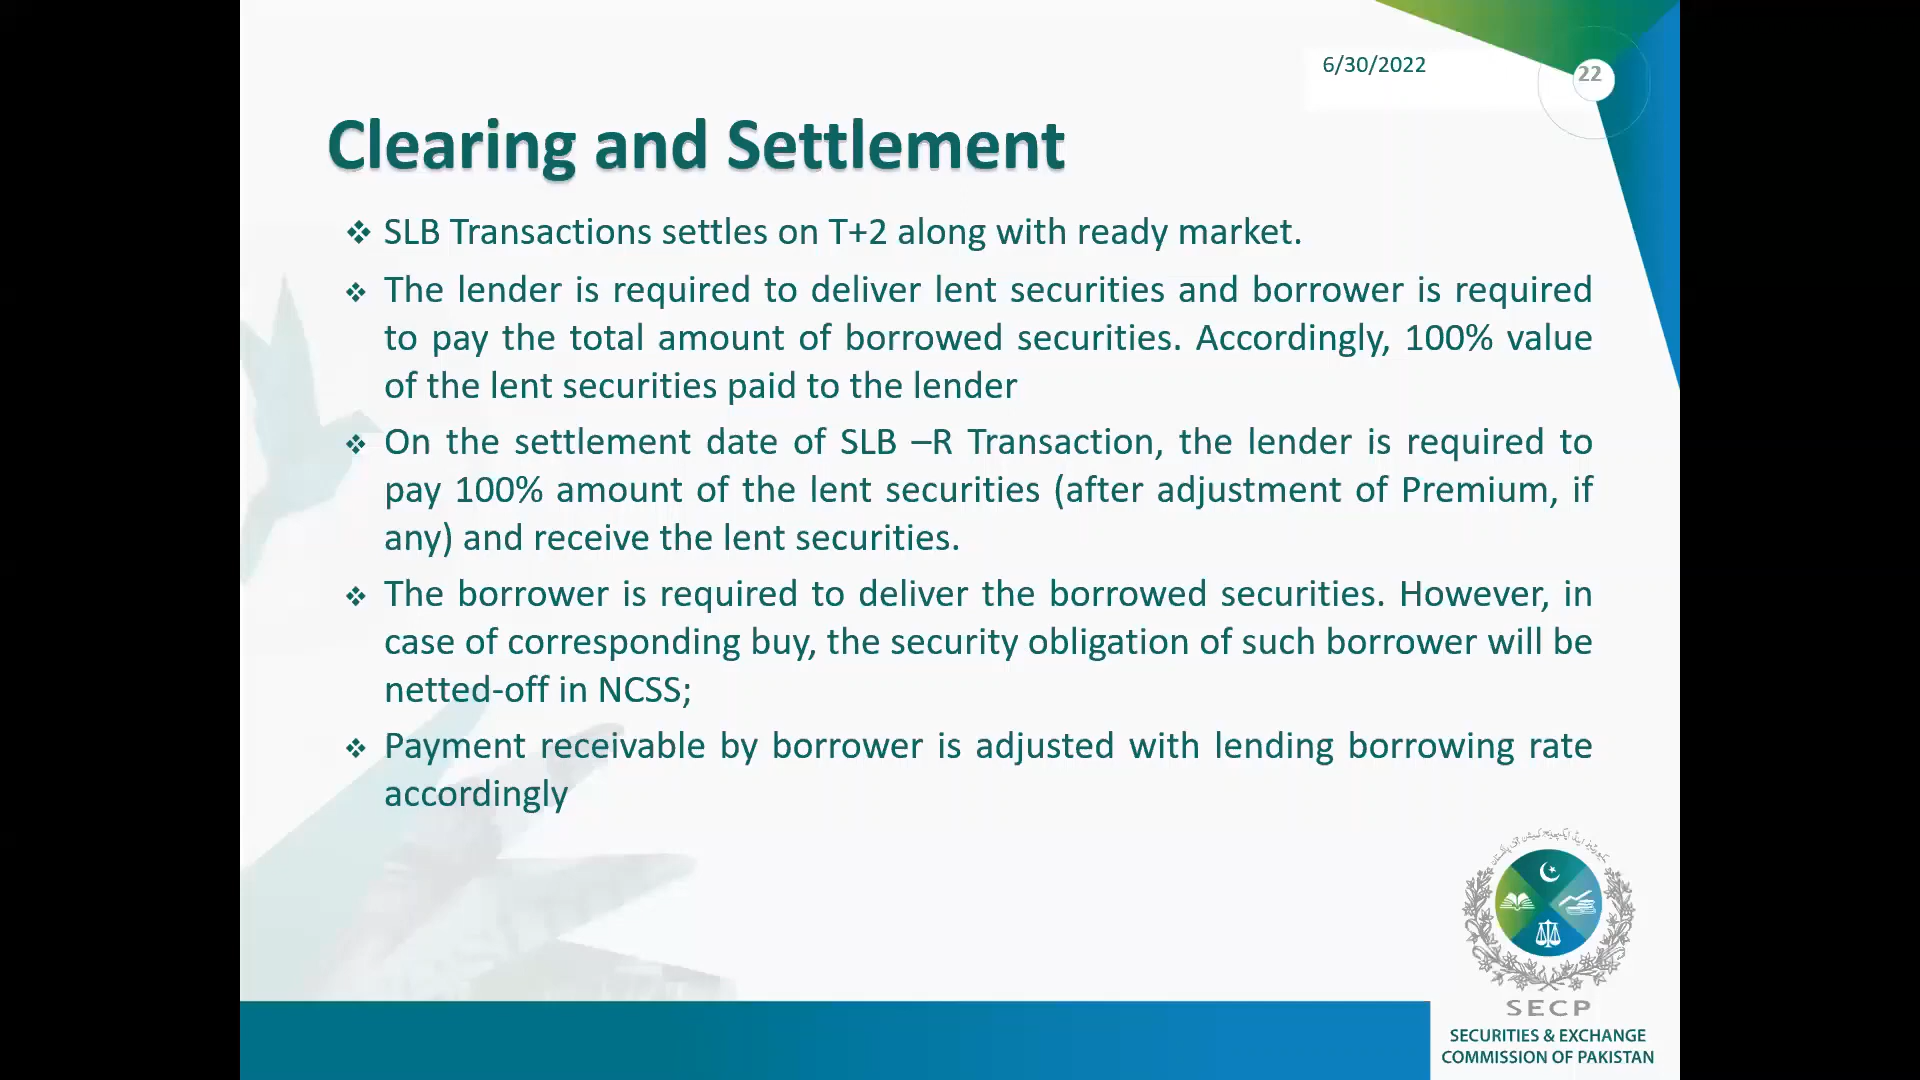 6/30/2022
22
Clearing and Settlement
❖ SLB Transactions settles on T+2 along with ready market.
❖ The lender is required to deliver lent securities and borrower is required
to pay the total amount of borrowed securities. Accordingly, 100% value
of the lent securities paid to the lender
❖ On the settlement date of SLB –R Transaction, the lender is required to
pay 100% amount of the lent securities (after adjustment of Premium, if
any) and receive the lent securities.
❖ The borrower is required to deliver the borrowed securities. However, in
case of corresponding buy, the security obligation of such borrower will be
netted-off in NCSS;
❖ Payment receivable by borrower is adjusted with lending borrowing rate
accordingly
SECP
SECURITIES & EXCHANGE
COMMISSION OF PAKISTAN